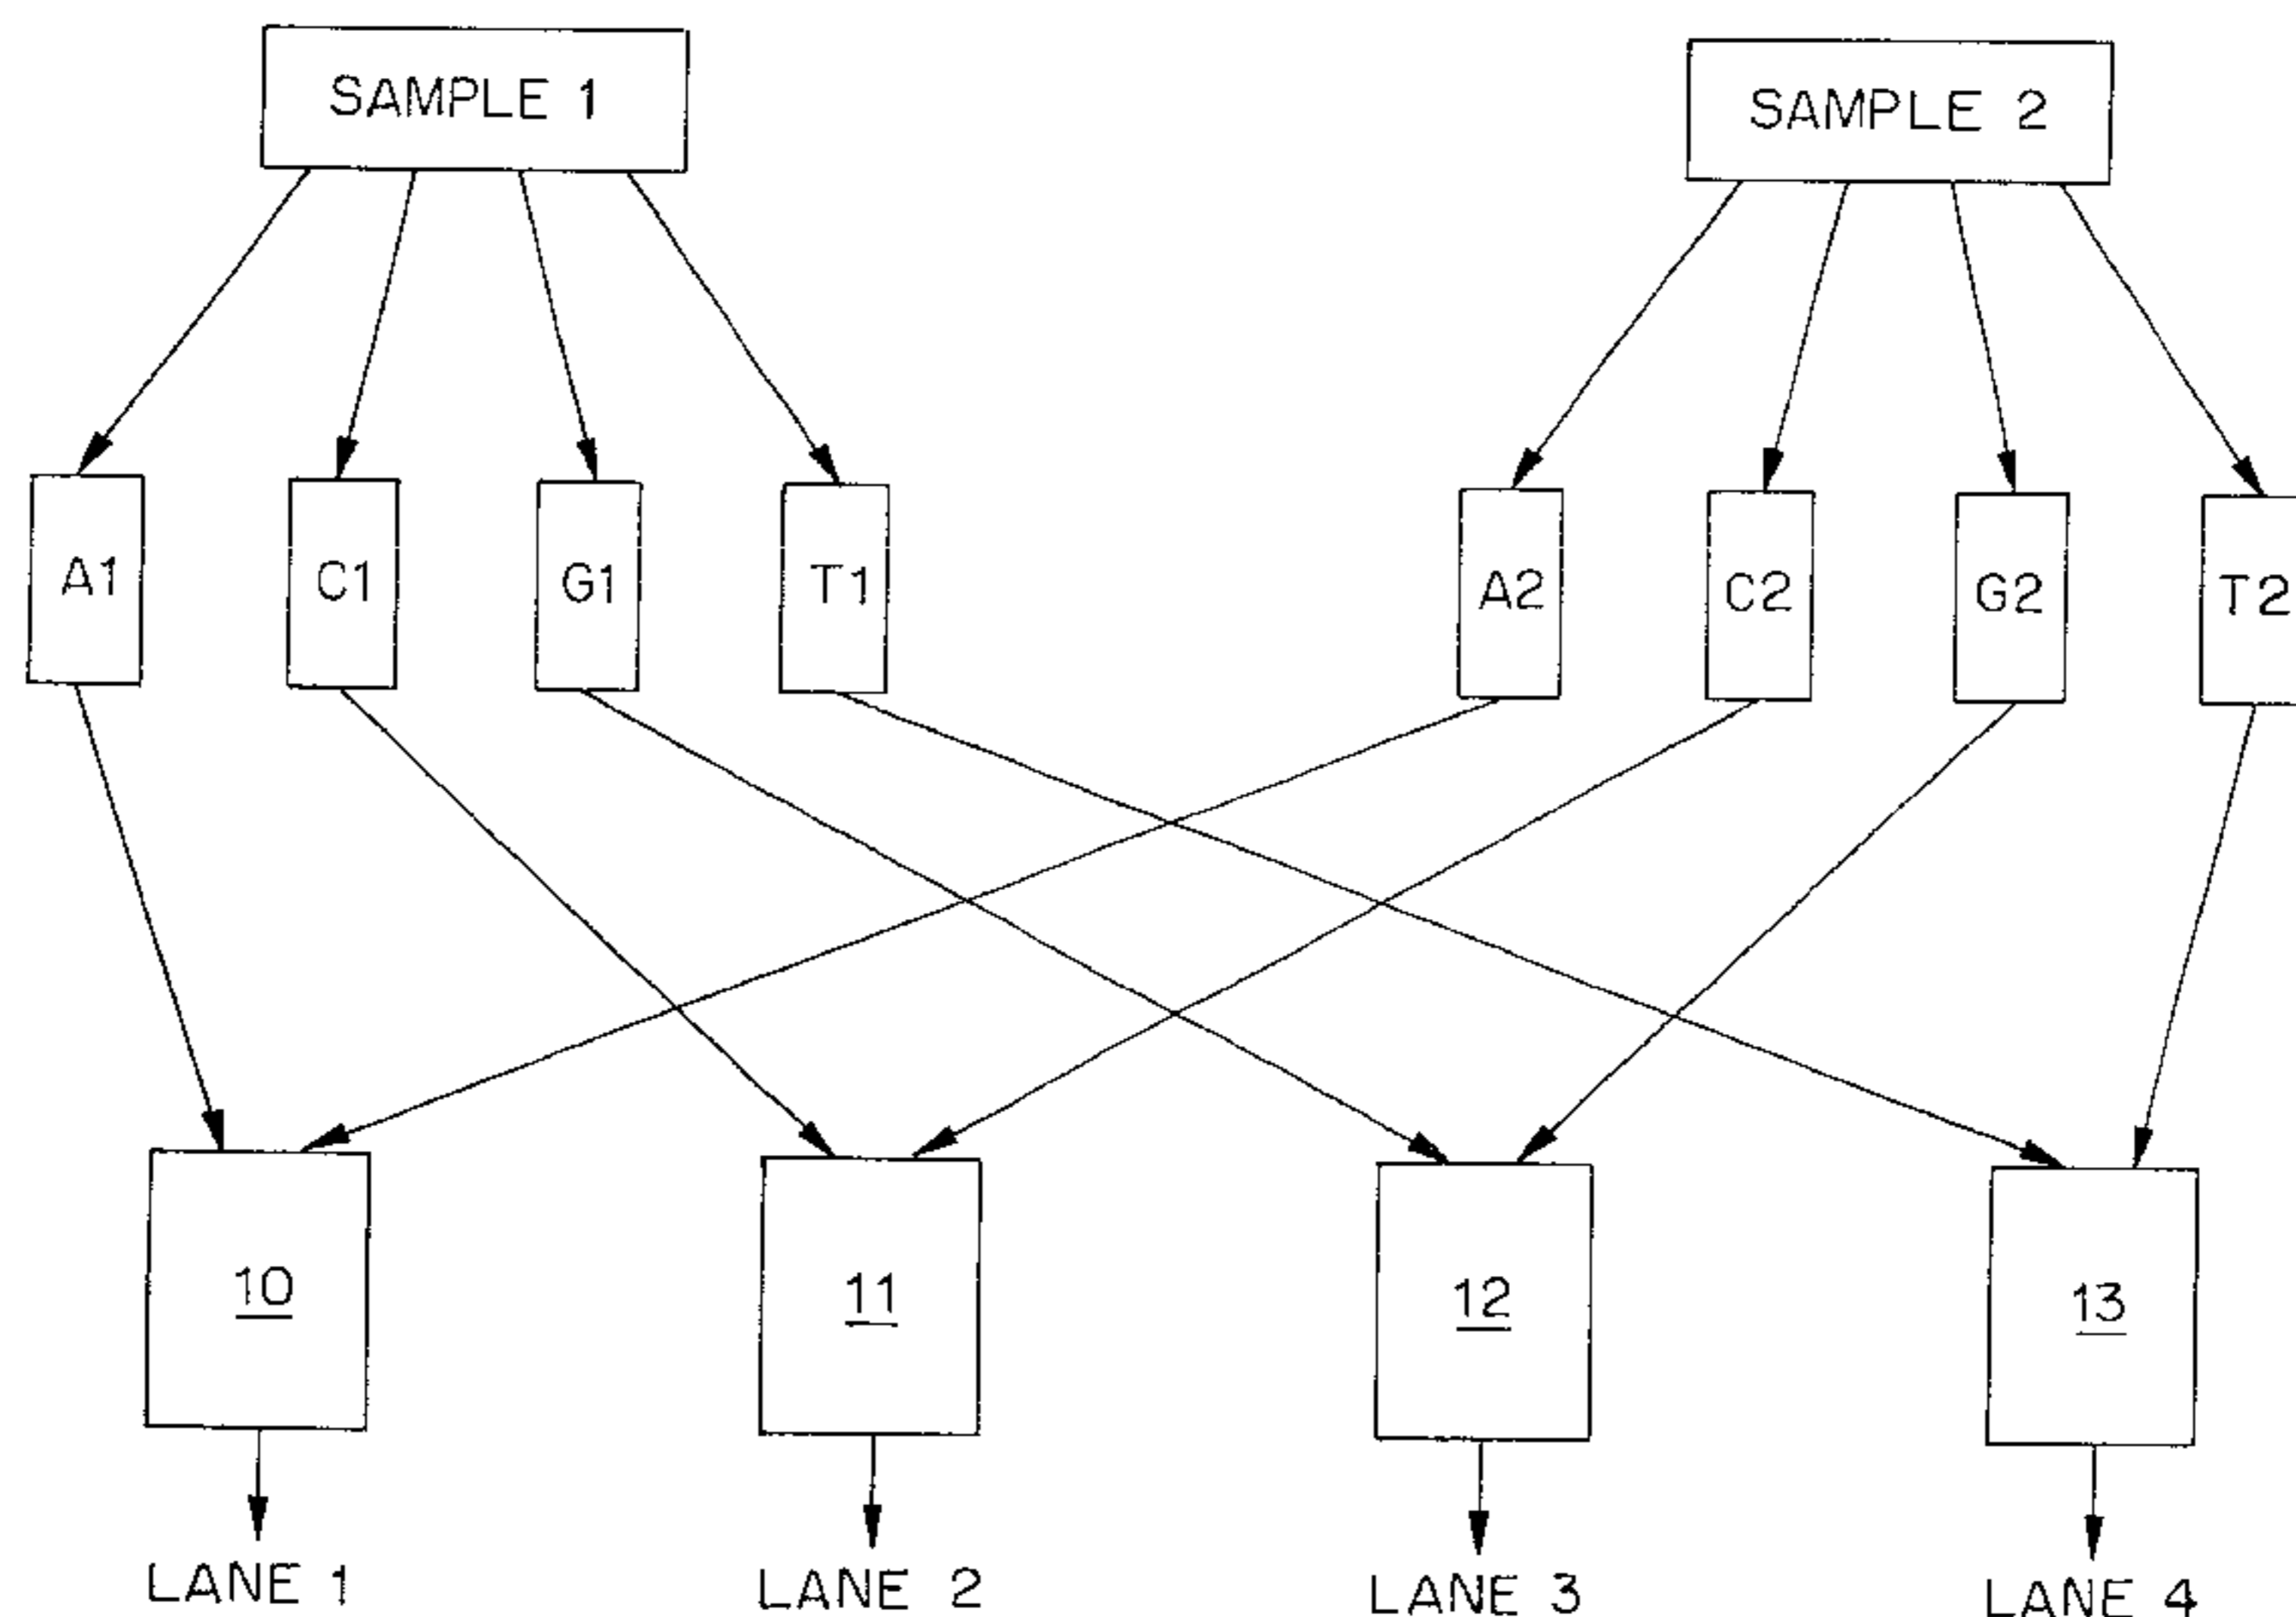 SAMPLE 1
SAMPLE 2
A1
C1
G1
T1
A2
C2
G2
T2
10
11
12
13
LANE 1
LANE 2
LANE 3
LANE 4